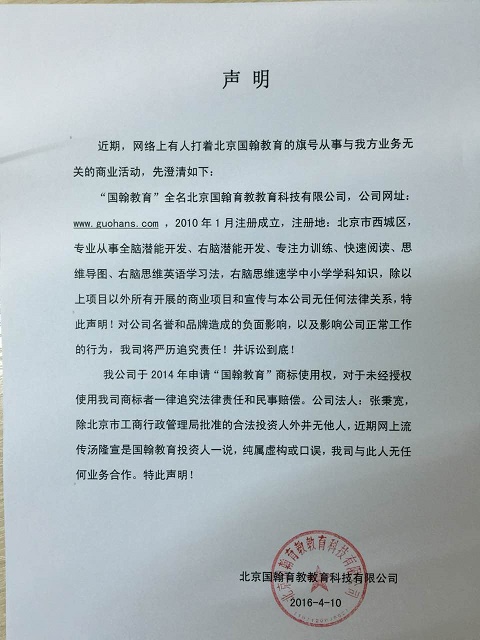 声 明
近期，网络上有人打着北京国翰教育的旗号从事与我方业务无
关的商业活动，先澄清如下：
“国翰教育”全名北京国翰育教教育科技有限公司，公司网址：
www.guohans.com ，2010 年 1 月注册成立，注册地：北京市西城区，
专业从事全脑潜能开发、右脑潜能开发、专注力训练、快速阅读、思
维导图、右脑思维英语学习法，右脑思维速学中小学学科知识，除以
上项目以外所有开展的商业项目和宣传与本公司无任何法律关系，特
此声明！对公司名誉和品牌造成的负面影响，以及影响公司正常工作
的行为，我司将严厉追究责任！并诉讼到底！
我公司于 2014 年申请“国翰教育”商标使用权，对于未经授权
使用我司商标者一律追究法律责任和民事赔偿。公司法人：张秉宽，
除北京市工商行政管理局批准的合法投资人外并无他人，近期网上流
传汤隆宣是国翰教育投资人一说，纯属虚构或口误，我司与此人无任
何业务合作。特此声明！
北京国翰育教教育科技有限公司
2016-4-10
北京国翰育教教育科技有限公司